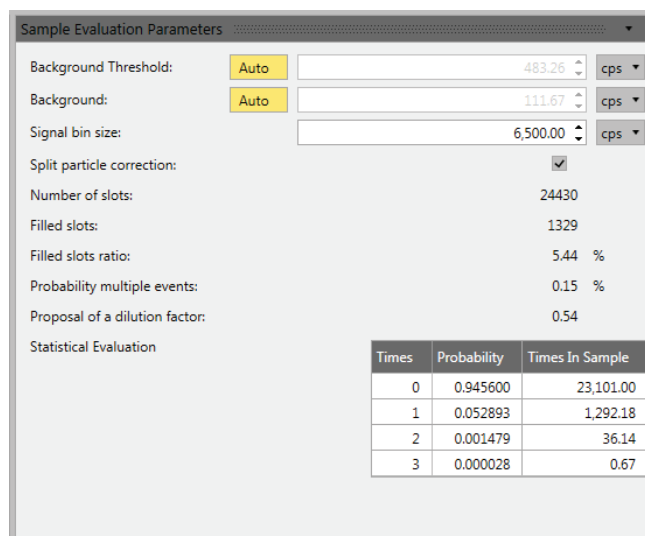 Sample Evaluation Parameters
Background Threshold: Auto 483.26 cps
Background: Auto 111.67 cps
Signal bin size: 6,500.00 cps
Split particle correction:
Number of slots: 24430
Filled slots: 1329
Filled slots ratio: 5.44 %
Probability multiple events: 0.15 %
Proposal of a dilution factor: 0.54
Statistical Evaluation
Times Probability Times In Sample
0 0.945600 23,101.00
1 0.052893 1,292.18
2 0.001479 36.14
3 0.000028 0.67